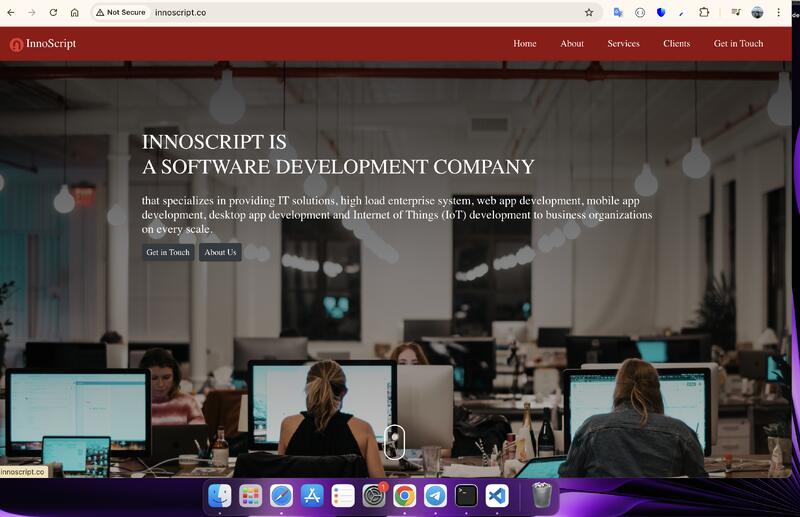 Not Secure innoscript.co
InnoScript Home About Services Clients Get in Touch
INNOSCRIPT IS
A SOFTWARE DEVELOPMENT COMPANY
that specializes in providing IT solutions, high load enterprise system, web app development, mobile app
development, desktop app development and Internet of Things (IoT) development to business organizations
on every scale.
Get in Touch About Us
innoscript.co
1